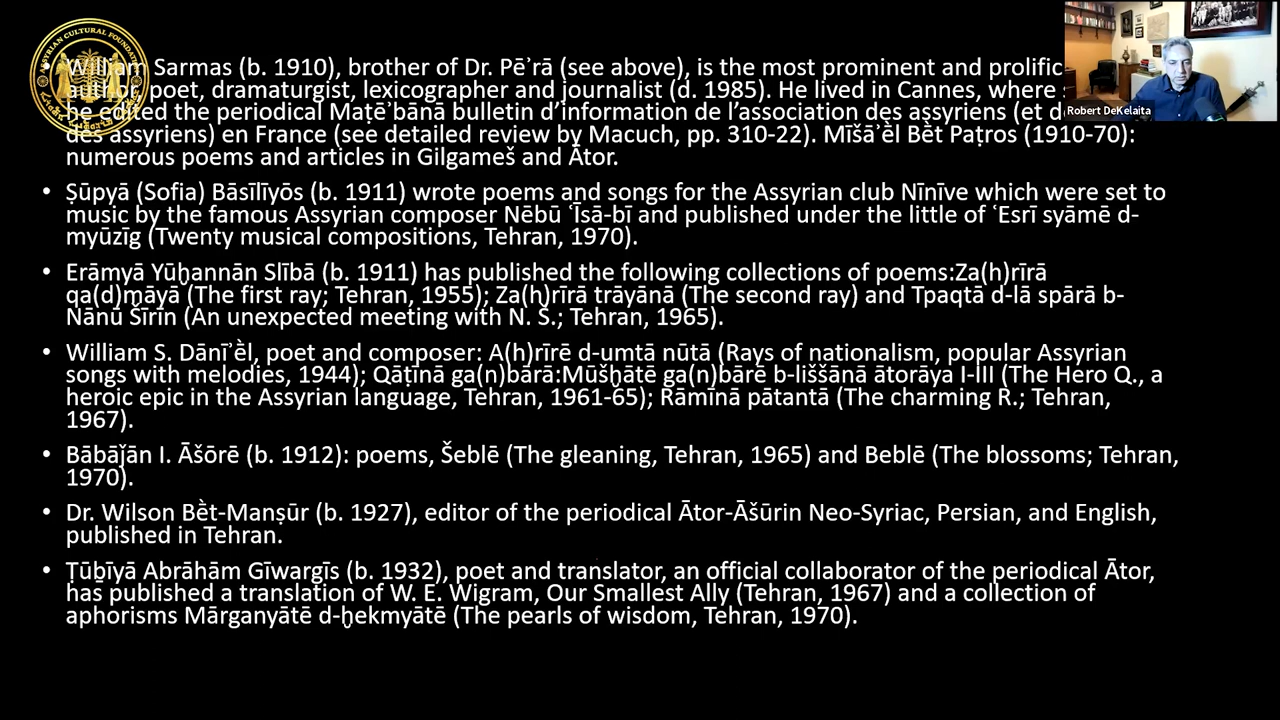 ASSYRIAN CULTURAL FOUNDATION
William Sarmas (b. 1910), brother of Dr. Pēʾrā (see above), is the most prominent and prolific
author, poet, dramaturgist, lexicographer and journalist (d. 1985). He lived in Cannes, where
he edited the periodical Maṭēʾbānā bulletin d’information de l’association des assyriens (et
des assyriens) en France (see detailed review by Macuch, pp. 310-22). Mīšāʾēl Bēt Paṭros (1910-70):
numerous poems and articles in Gilgameš and Ātor.
• Ṣūpyā (Sofia) Bāsīlīyōs (b. 1911) wrote poems and songs for the Assyrian club Nīnīve which were set to
music by the famous Assyrian composer Nēbū ʿĪsā-bī and published under the little of ʿEsrī syāmē d-
myūzīg (Twenty musical compositions, Tehran, 1970).
• Erāmyā Yūḥannān Slībā (b. 1911) has published the following collections of poems:Za(h)rīrā
qa(d)māyā (The first ray; Tehran, 1955); Za(h)rīrā trāyānā (The second ray) and Tpaqtā d-lā spārā b-
Nānū Šīrīn (An unexpected meeting with N. Š.; Tehran, 1965).
• William S. Dānīʾēl, poet and composer: A(h)rīrē d-umtā nūtā (Rays of nationalism, popular Assyrian
songs with melodies, 1944); Qāṭīnā ga(n)bārā:Mūšḥātē ga(n)bārē b-liššānā ātorāya I-III (The Hero Q., a
heroic epic in the Assyrian language, Tehran, 1961-65); Rāmīnā pātantā (The charming R.; Tehran,
1967).
• Bābāǰān I. Āšōrē (b. 1912): poems, Šeblē (The gleaning, Tehran, 1965) and Beblē (The blossoms; Tehran,
1970).
• Dr. Wilson Bēt-Manṣūr (b. 1927), editor of the periodical Ātor-Āšūrin Neo-Syriac, Persian, and English,
published in Tehran.
• Ṭūḇīyā Abrāhām Gīwargīs (b. 1932), poet and translator, an official collaborator of the periodical Ātor,
has published a translation of W. E. Wigram, Our Smallest Ally (Tehran, 1967) and a collection of
aphorisms Mārganyātē d-ḥekmyātē (The pearls of wisdom, Tehran, 1970).
Robert DeKelaita